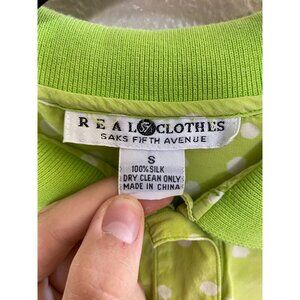 REAL CLOTHES
SAKS FIFTH AVENUE
S
100% SILK
DRY CLEAN ONLY
MADE IN CHINA